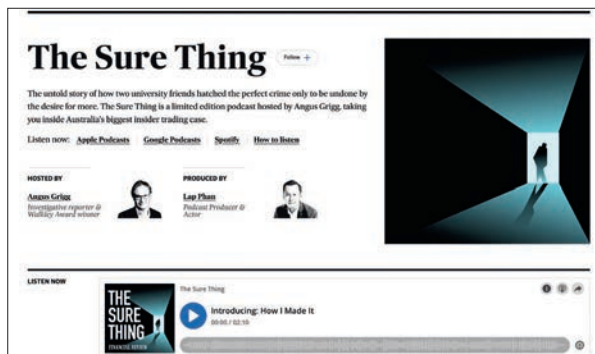 The Sure Thing
Follow +
The untold story of how two university friends hatched the perfect crime only to be undone by
the desire for more. The Sure Thing is a limited edition podcast hosted by Angus Grigg, taking
you inside Australia's biggest insider trading case.
Listen now: Apple Podcasts Google Podcasts Spotify How to listen
HOSTED BY
Angus Grigg
Investigative reporter &
Walkley Award winner
PRODUCED BY
Lap Phan
Podcast Producer &
Actor
LISTEN NOW
THE
SURE
THING
FINANCIAL REVIEW
The Sure Thing
Introducing: How I Made It
00:00 / 02:10